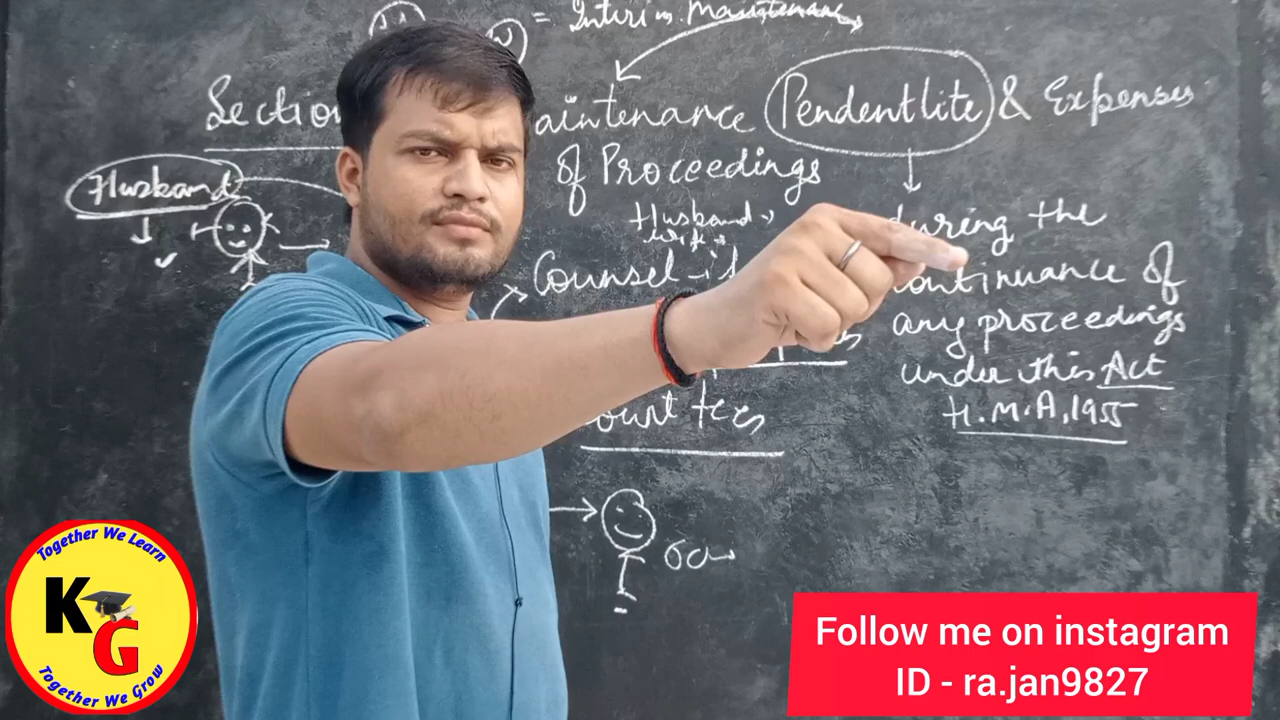 = Interim Maintenance
Section aintenance Pendentlite & Expenses
of Proceedings
Husband
Husband
wife
Counsel
during the
continuance of
any proceedings
under this Act
H.M.A, 1955
ourt fees
Together We Learn
KG
Together We Grow
Follow me on instagram
ID - ra.jan9827